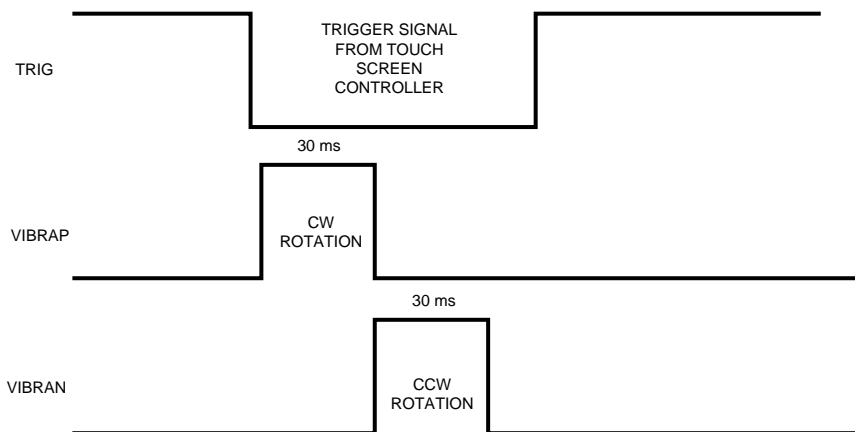 TRIGGER SIGNAL
FROM TOUCH
SCREEN
CONTROLLER
TRIG
30 ms
CW
ROTATION
VIBRAP
30 ms
CCW
ROTATION
VIBRAN